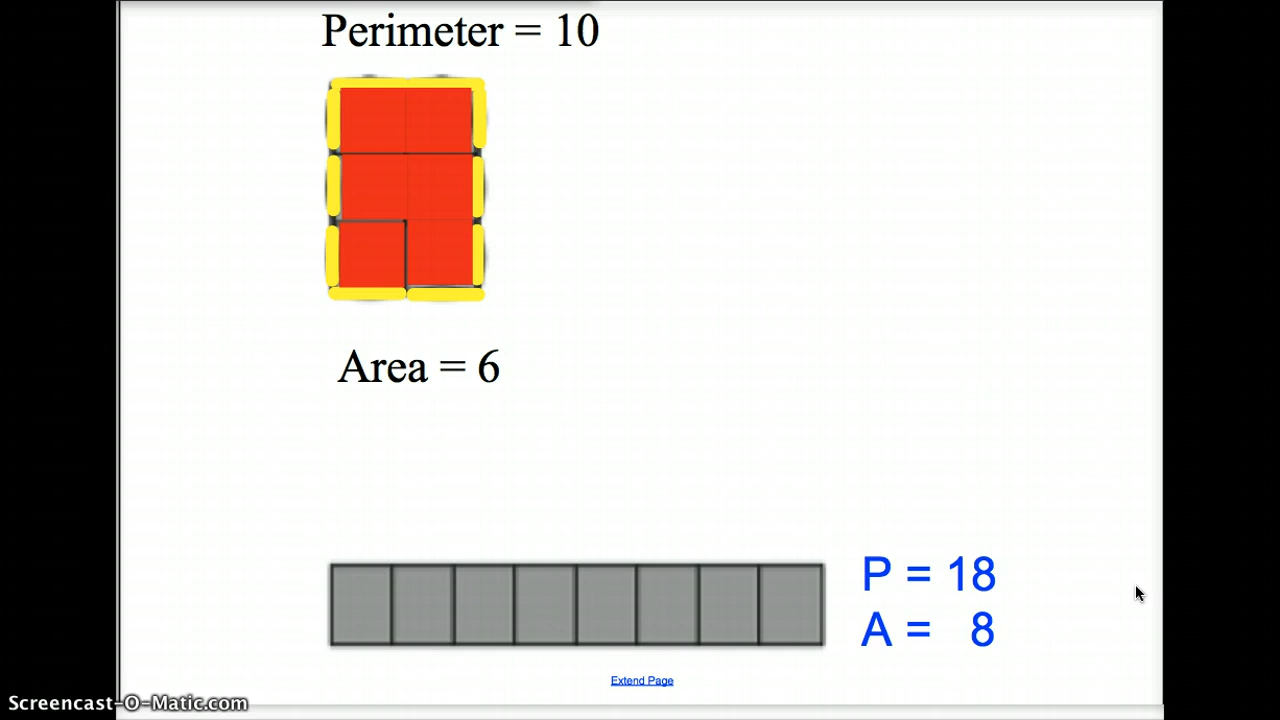 Perimeter = 10
Area = 6
P = 18
A = 8
Extend Page
Screencast-O-Matic.com